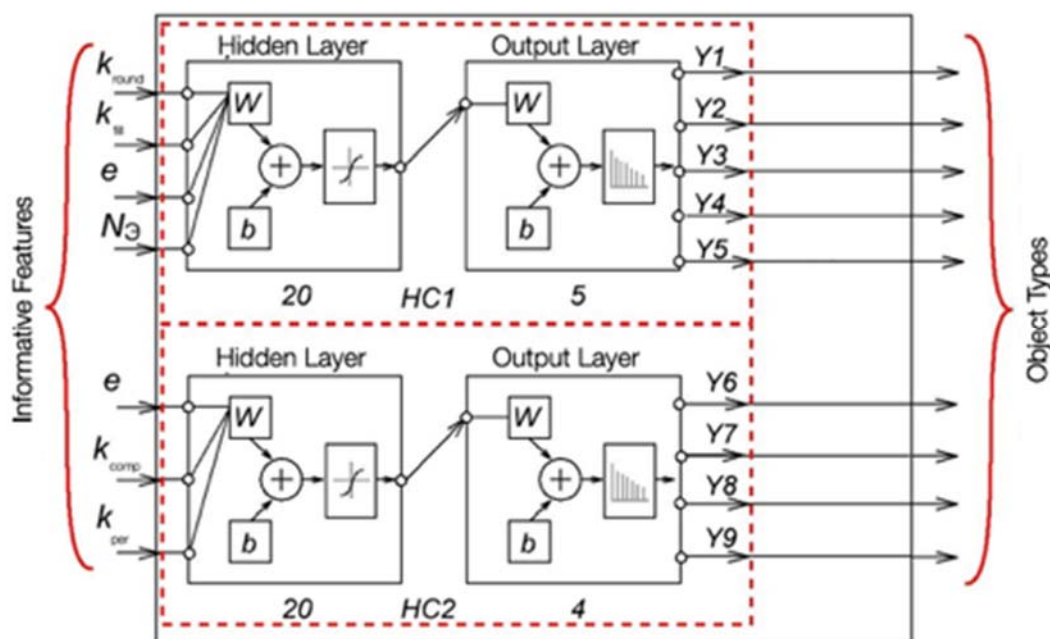 Informative Features
k round
k fill
e
NЭ
Hidden Layer
W
b
20
HC1
Output Layer
W
b
5
Y1
Y2
Y3
Y4
Y5
e
k comp
k per
Hidden Layer
W
b
20
HC2
Output Layer
W
b
4
Y6
Y7
Y8
Y9
Object Types